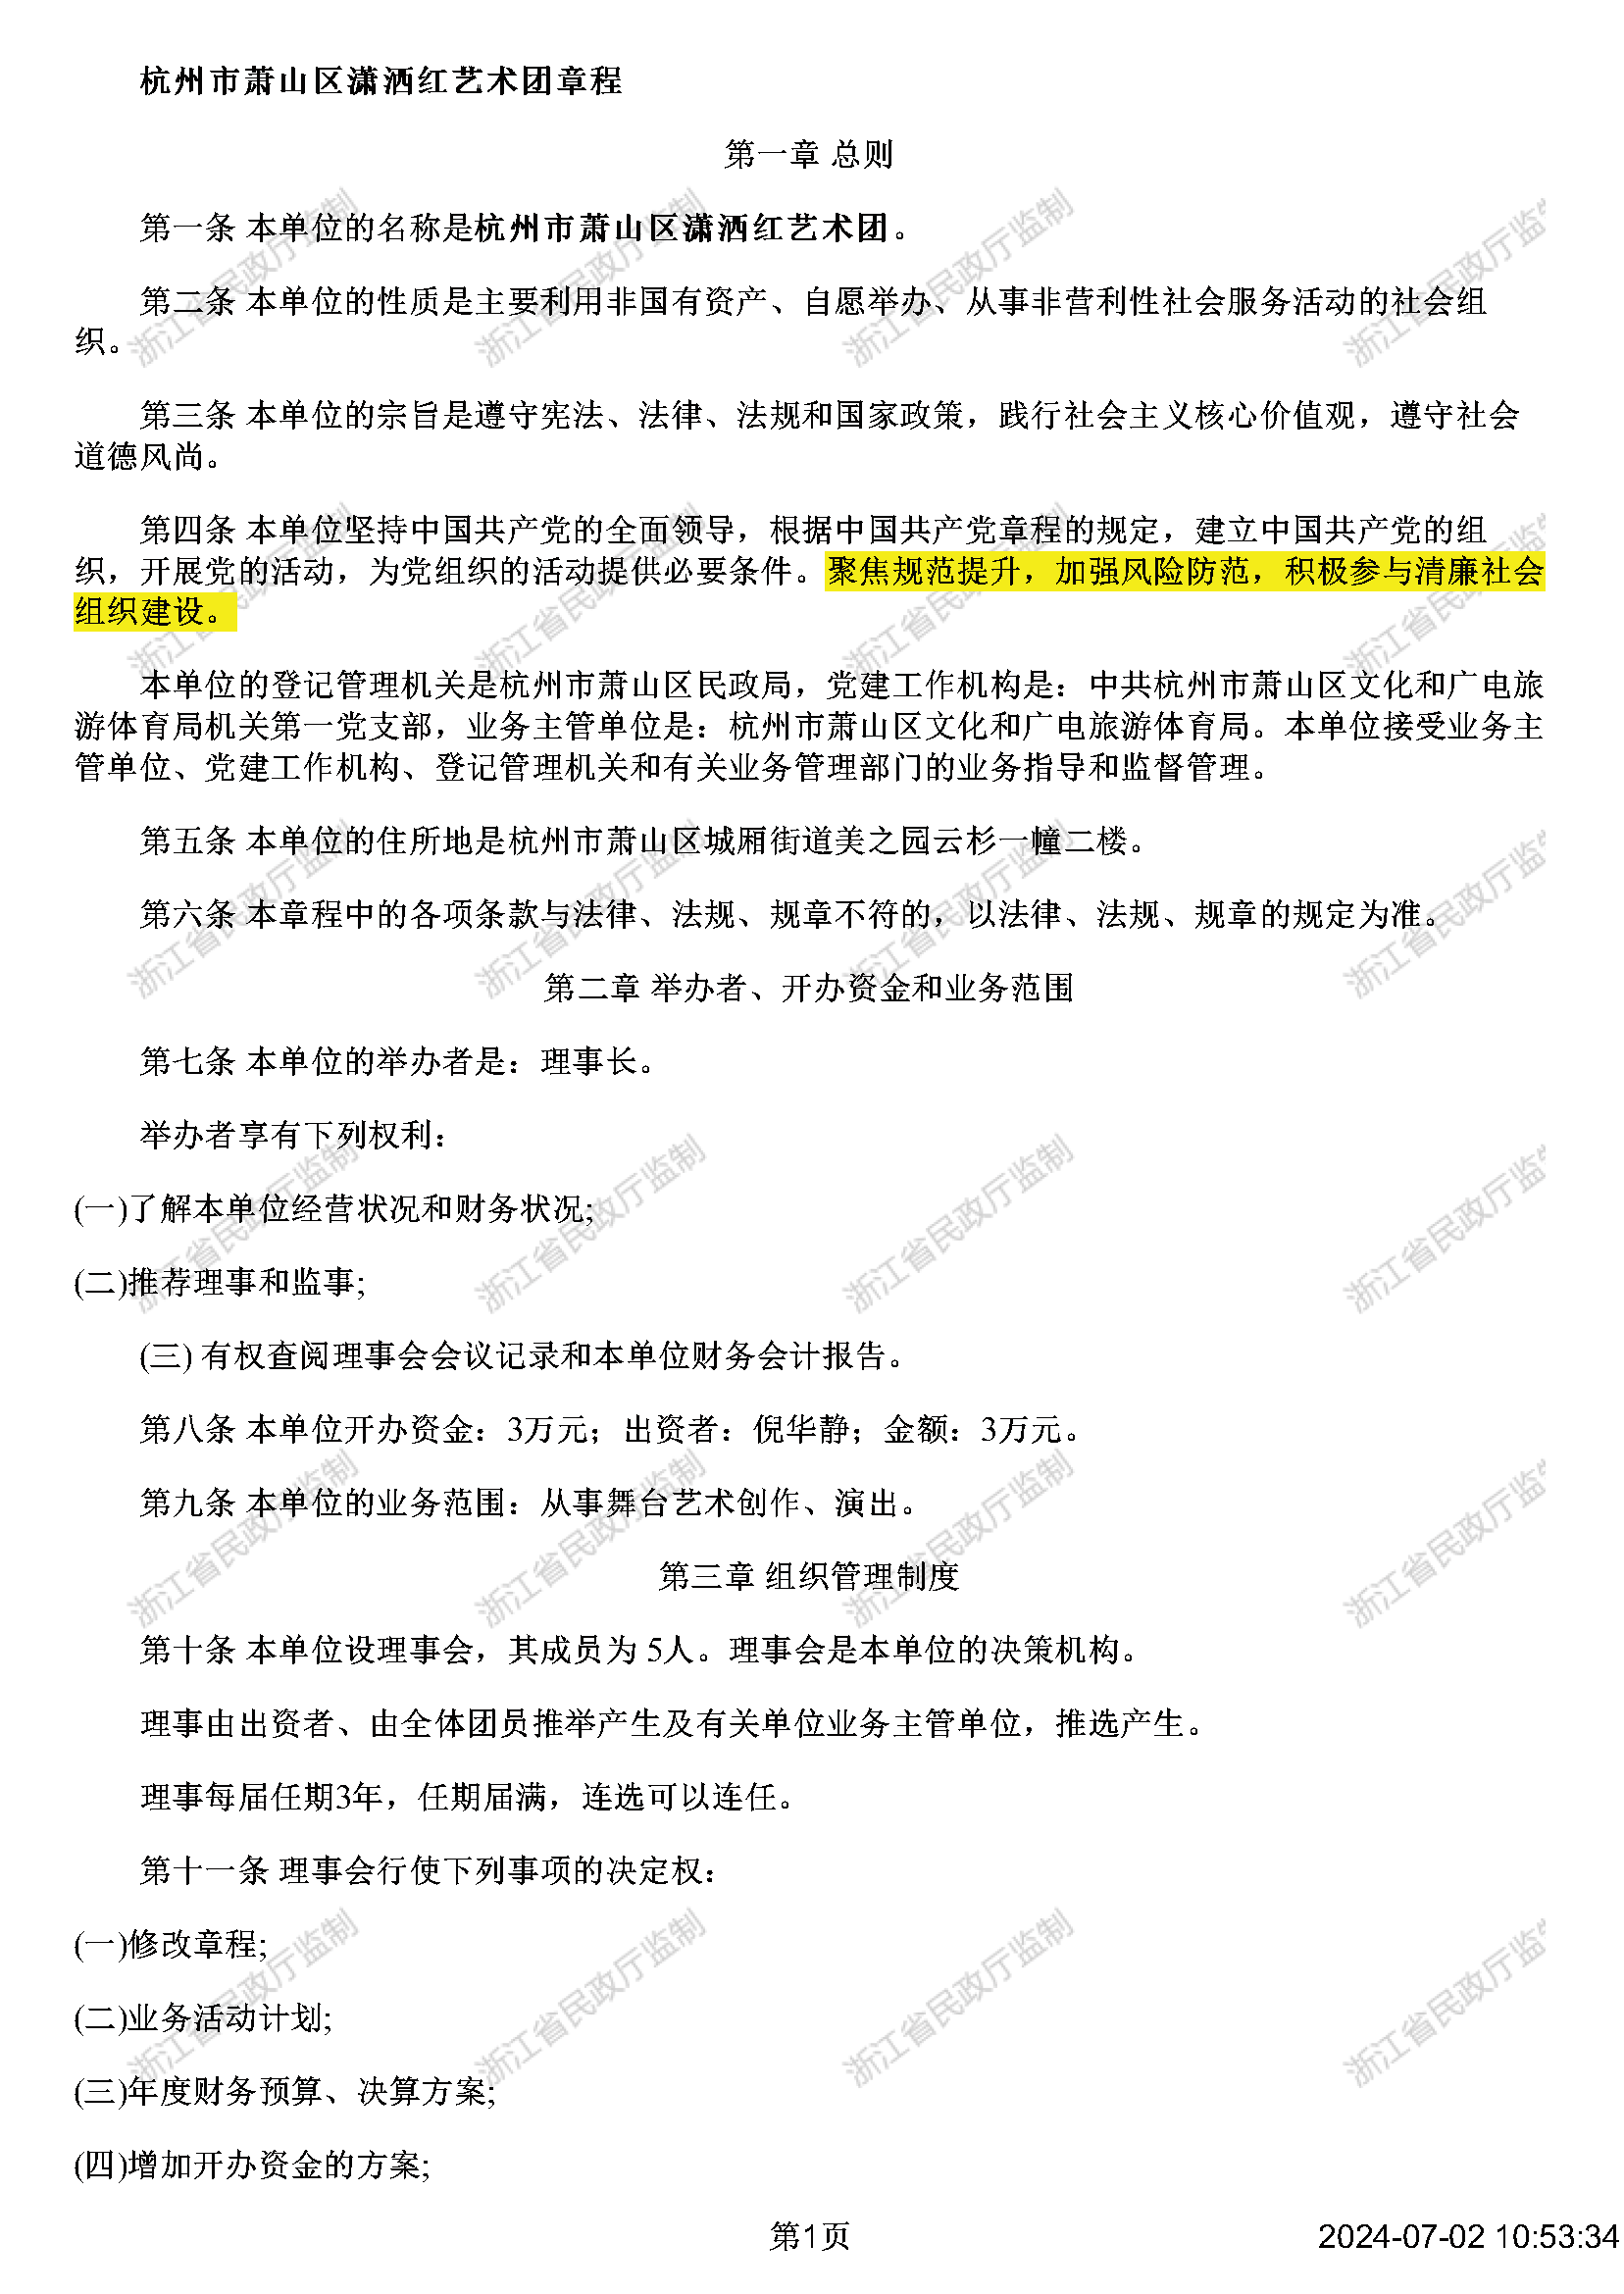 杭州市萧山区潇洒红艺术团章程
第一章 总则
第一条 本单位的名称是杭州市萧山区潇洒红艺术团。
第二条 本单位的性质是主要利用非国有资产、自愿举办、从事非营利性社会服务活动的社会组
织。
第三条 本单位的宗旨是遵守宪法、法律、法规和国家政策，践行社会主义核心价值观，遵守社会
道德风尚。
第四条 本单位坚持中国共产党的全面领导，根据中国共产党章程的规定，建立中国共产党的组
织，开展党的活动，为党组织的活动提供必要条件。聚焦规范提升，加强风险防范，积极参与清廉社会
组织建设。
本单位的登记管理机关是杭州市萧山区民政局，党建工作机构是：中共杭州市萧山区文化和广电旅
游体育局机关第一党支部，业务主管单位是：杭州市萧山区文化和广电旅游体育局。本单位接受业务主
管单位、党建工作机构、登记管理机关和有关业务管理部门的业务指导和监督管理。
第五条 本单位的住所地是杭州市萧山区城厢街道美之园云杉一幢二楼。
第六条 本章程中的各项条款与法律、法规、规章不符的，以法律、法规、规章的规定为准。
第二章 举办者、开办资金和业务范围
第七条 本单位的举办者是：理事长。
举办者享有下列权利：
(一)了解本单位经营状况和财务状况;
(二)推荐理事和监事;
(三) 有权查阅理事会会议记录和本单位财务会计报告。
第八条 本单位开办资金：3万元；出资者：倪华静；金额：3万元。
第九条 本单位的业务范围：从事舞台艺术创作、演出。
第三章 组织管理制度
第十条 本单位设理事会，其成员为 5人。理事会是本单位的决策机构。
理事由出资者、由全体团员推举产生及有关单位业务主管单位，推选产生。
理事每届任期3年，任期届满，连选可以连任。
第十一条 理事会行使下列事项的决定权：
(一)修改章程;
(二)业务活动计划;
(三)年度财务预算、决算方案;
(四)增加开办资金的方案;
第1页
2024-07-02 10:53:34
浙江省民政厅监制